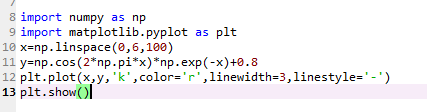 7
8 import numpy as np
9 import matplotlib.pyplot as plt
10 x=np.linspace(0,6,100)
11 y=np.cos(2*np.pi*x)*np.exp(-x)+0.8
12 plt.plot(x,y,'k',color='r',linewidth=3,linestyle='-')
13 plt.show()